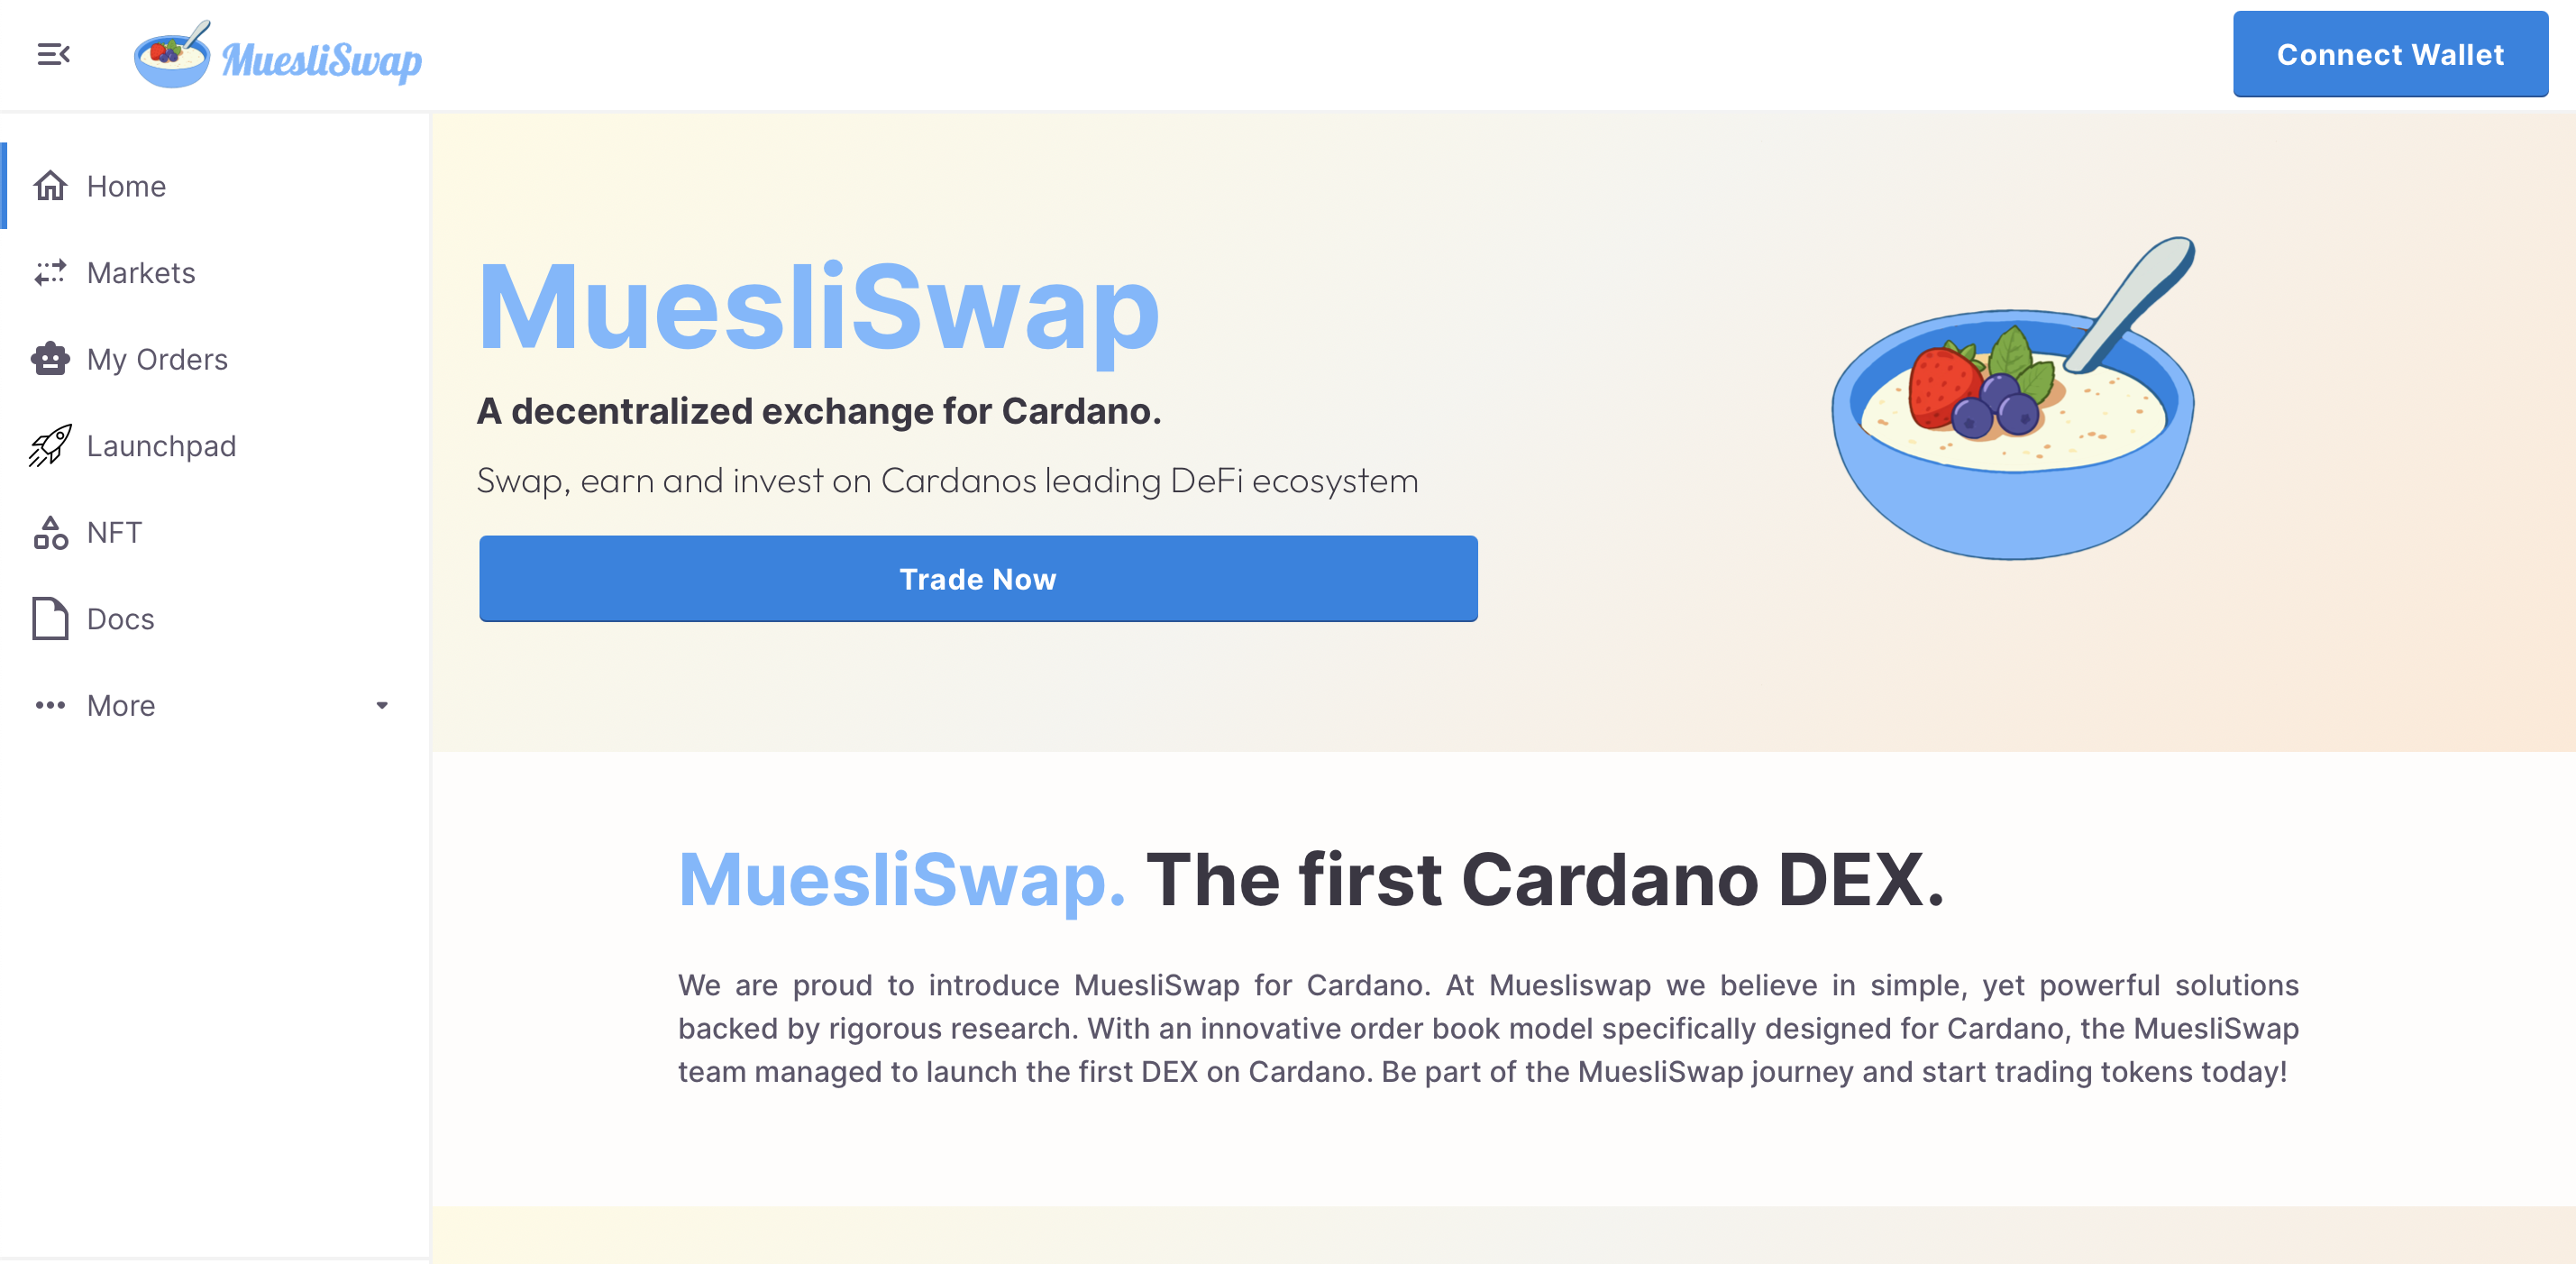 MuesliSwap
Connect Wallet
Home
Markets
My Orders
Launchpad
NFT
Docs
More
MuesliSwap
A decentralized exchange for Cardano.
Swap, earn and invest on Cardanos leading DeFi ecosystem
Trade Now
MuesliSwap. The first Cardano DEX.
We are proud to introduce MuesliSwap for Cardano. At Muesliswap we believe in simple, yet powerful solutions
backed by rigorous research. With an innovative order book model specifically designed for Cardano, the MuesliSwap
team managed to launch the first DEX on Cardano. Be part of the MuesliSwap journey and start trading tokens today!